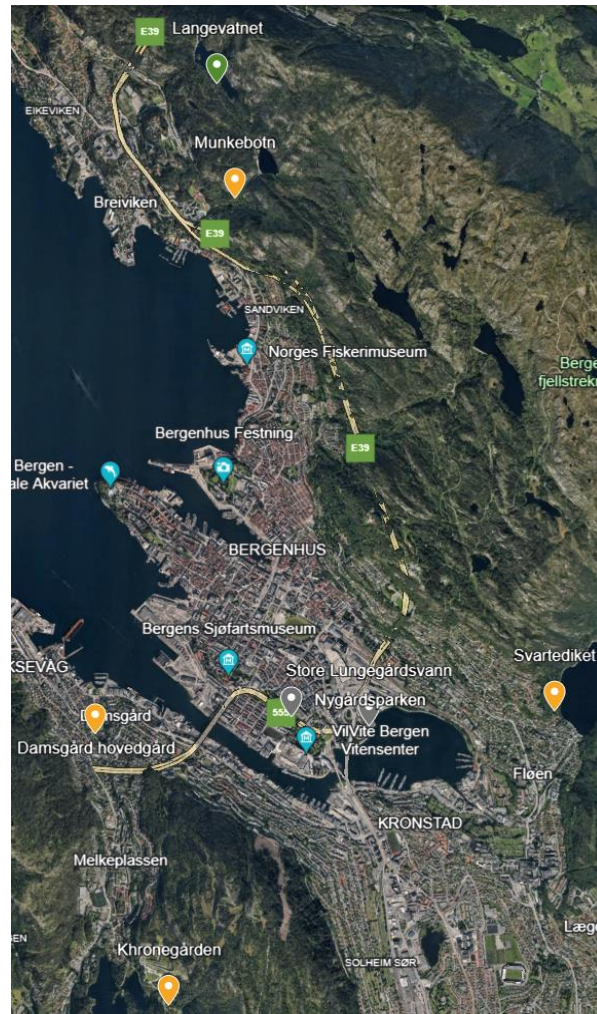 E39
Langevatnet
EIKEVIKEN
Munkebotn
Breiviken
E39
SANDVIKEN
Norges Fiskerimuseum
Berge
fjellstrekn
Bergenhus Festning
E39
Bergen -
ale Akvariet
BERGENHUS
Bergens Sjøfartsmuseum
Svartediket
KSEVÅG
Store Lungegårdsvann
Nygårdsparken
555
Damsgård
VilVite Bergen
Vitensenter
Damsgård hovedgård
Fløen
KRONSTAD
Melkeplassen
Læg
EN
Khronegården
SOLHEIM SØR